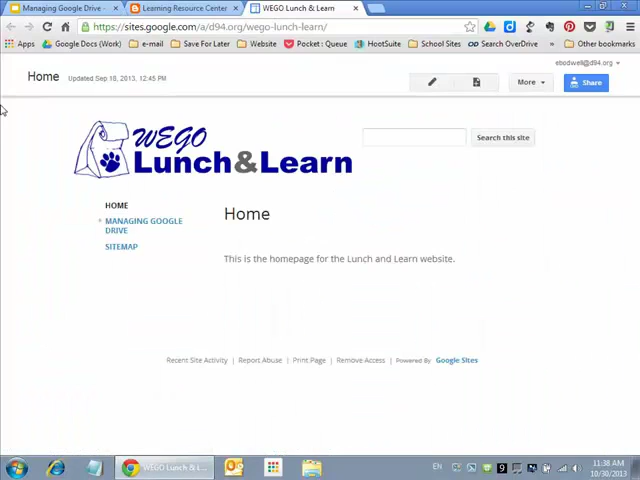 Managing Google Drive -
Learning Resource Center
WEGO Lunch & Learn
https://sites.google.com/a/d94.org/wego-lunch-learn/
Apps
Google Docs (Work)
e-mail
Save For Later
Website
Pocket : Queue
HootSuite
School Sites
Search OverDrive
»
Other bookmarks
ebodwell@d94.org
Home
Updated Sep 18, 2013, 12:45 PM
More
Share
WEGO
Lunch&Learn
Search this site
HOME
MANAGING GOOGLE
DRIVE
SITEMAP
Home
This is the homepage for the Lunch and Learn website.
Recent Site Activity | Report Abuse | Print Page | Remove Access | Powered By Google Sites
WEGO Lunch & L...
EN
9
11:38 AM
10/30/2013